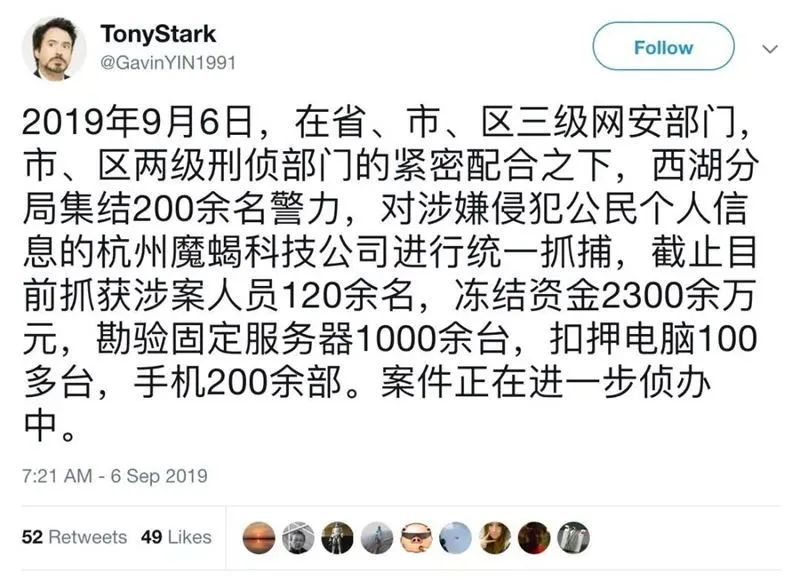 TonyStark
@GavinYIN1991
Follow
2019年9月6日，在省、市、区三级网安部门，
市、区两级刑侦部门的紧密配合之下，西湖分
局集结200余名警力，对涉嫌侵犯公民个人信
息的杭州魔蝎科技公司进行统一抓捕，截止目
前抓获涉案人员120余名，冻结资金2300余万
元，勘验固定服务器1000余台，扣押电脑100
多台，手机200余部。案件正在进一步侦办
中。
7:21 AM - 6 Sep 2019
52 Retweets 49 Likes